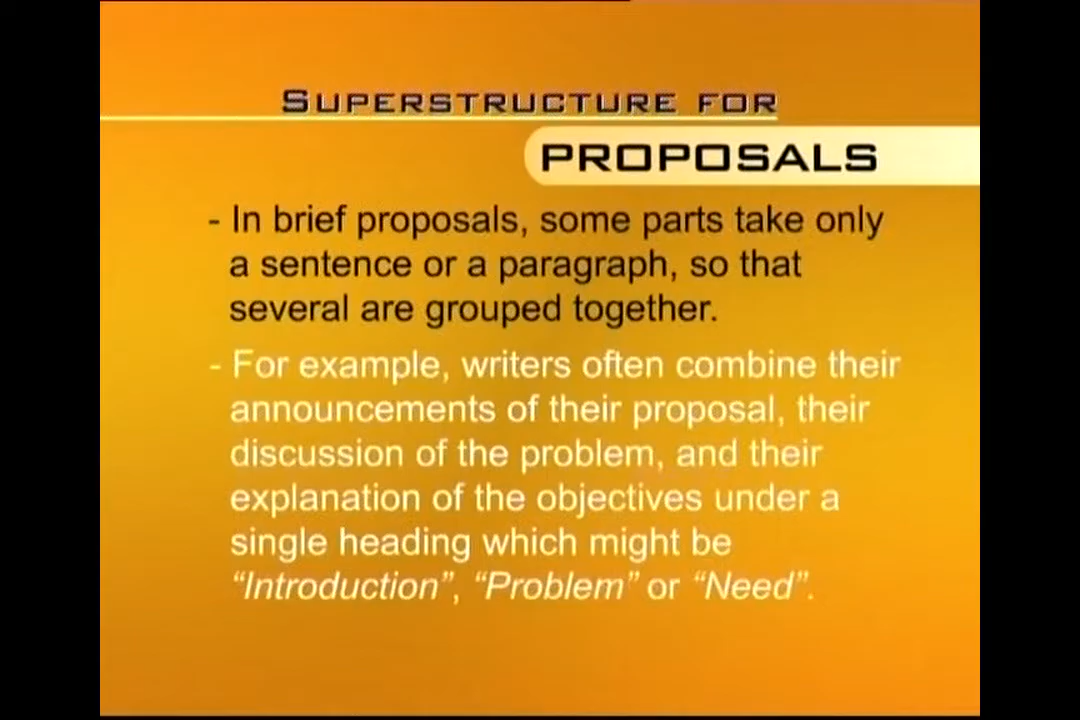 SUPERSTRUCTURE FOR
PROPOSALS
- In brief proposals, some parts take only
a sentence or a paragraph, so that
several are grouped together.
- For example, writers often combine their
announcements of their proposal, their
discussion of the problem, and their
explanation of the objectives under a
single heading which might be
“Introduction”, “Problem” or “Need”.